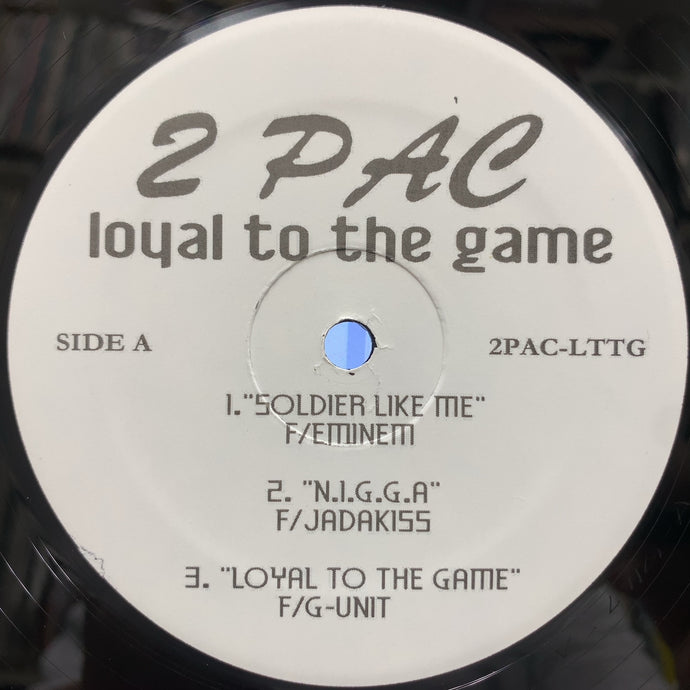 2 PAC
loyal to the game
SIDE A
2PAC-LTTG
1."SOLDIER LIKE ME"
F/EMINEM
2. "N.I.G.G.A"
F/JADAKISS
3. "LOYAL TO THE GAME"
F/G-UNIT